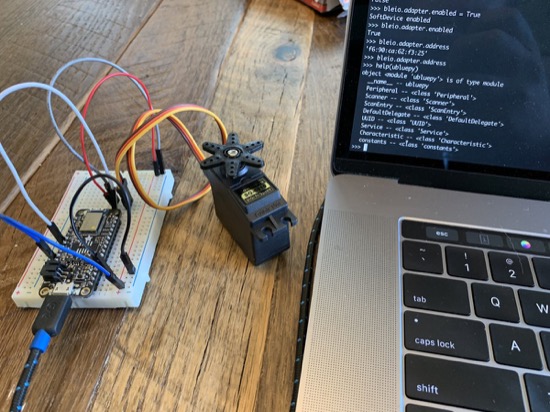 False
>>> bleio.adapter.enabled = True
SoftDevice enabled
>>> bleio.adapter.enabled
True
>>> bleio.adapter.address
'f6:90:ca:62:f3:25'
>>> bleio.adapter.address
>>> help(ubluepy)
object <module 'ubluepy'> is of type module
__name__ -- ubluepy
Peripheral -- <class 'Peripheral'>
Scanner -- <class 'Scanner'>
ScanEntry -- <class 'ScanEntry'>
DefaultDelegate -- <class 'DefaultDelegate'>
UUID -- <class 'UUID'>
Service -- <class 'Service'>
Characteristic -- <class 'Characteristic'>
constants -- <class 'constants'>
>>>
esc
~
`
!
1
@
2
tab
Q
W
caps lock
A
shift